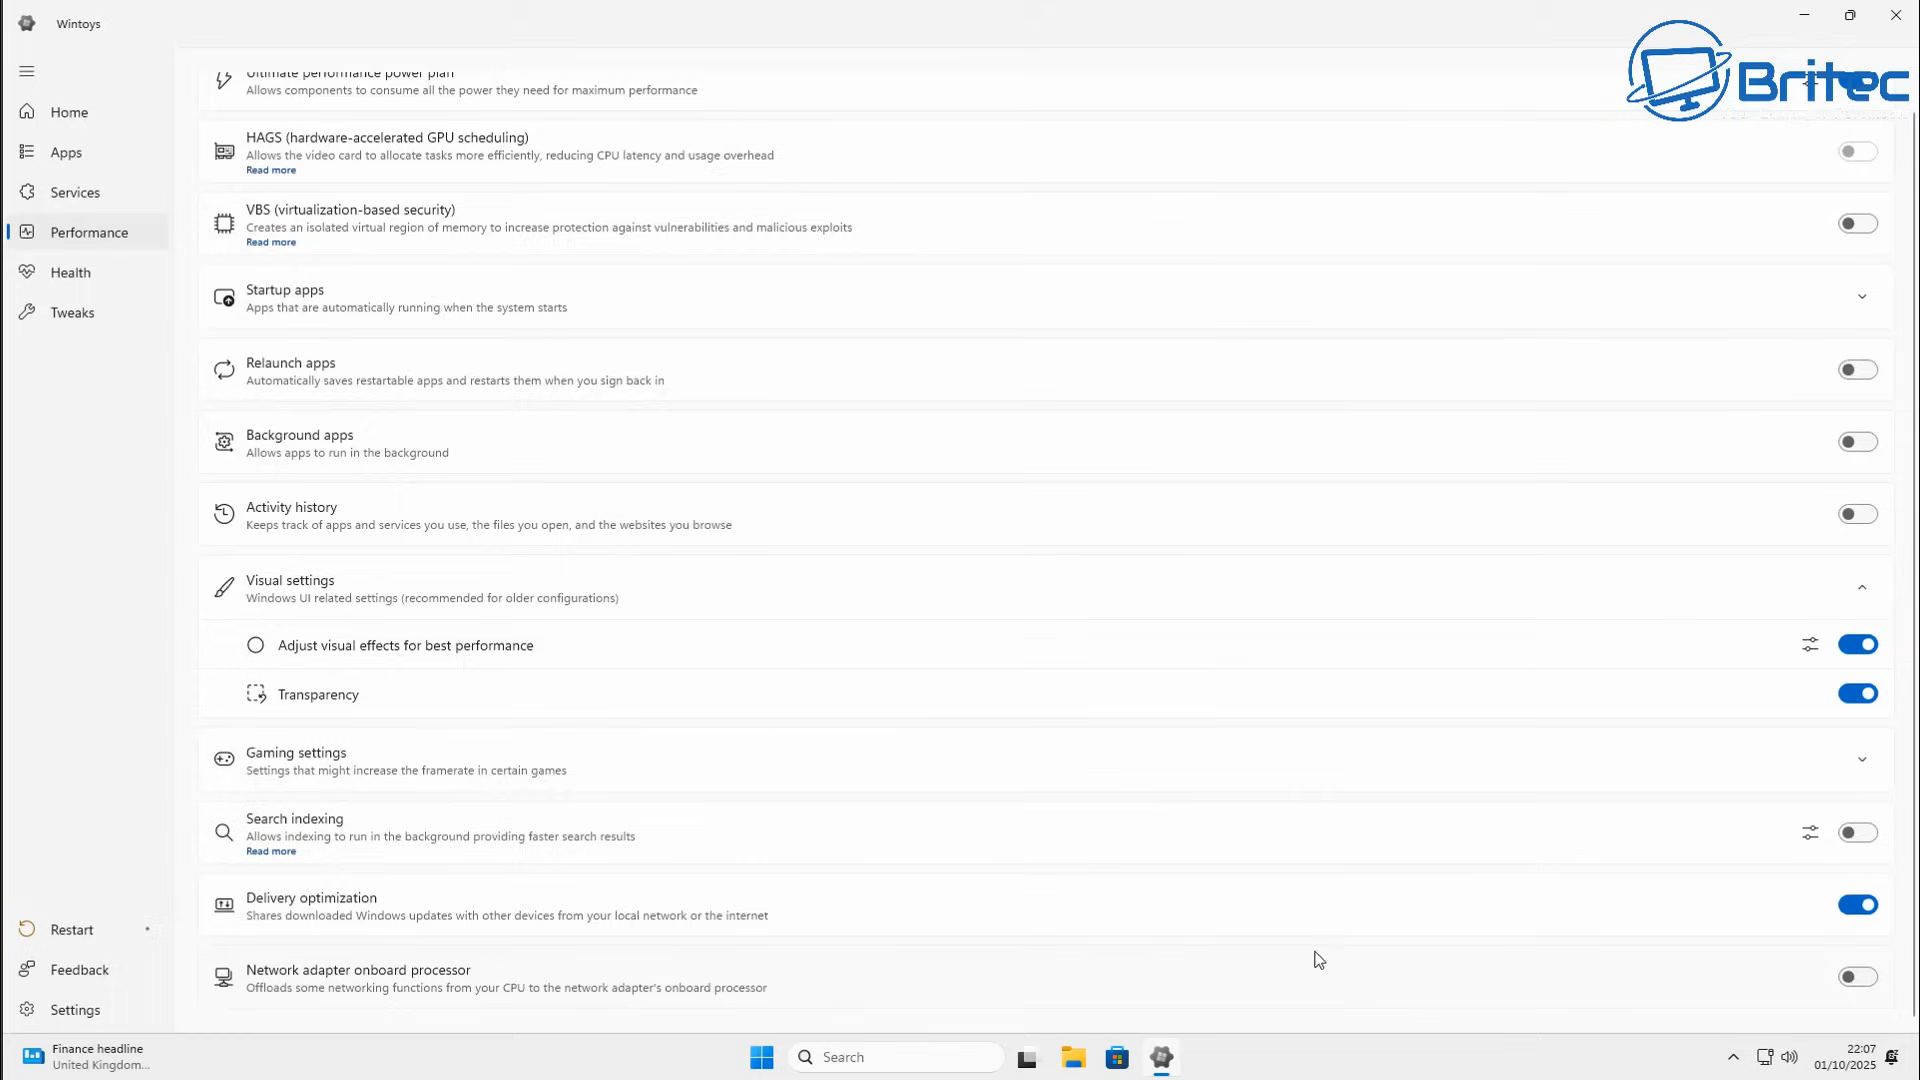 Wintoys
Britec
Home
Apps
Services
Performance
Health
Tweaks
Restart
Feedback
Settings
Ultimate performance power plan
Allows components to consume all the power they need for maximum performance
HAGS (hardware-accelerated GPU scheduling)
Allows the video card to allocate tasks more efficiently, reducing CPU latency and usage overhead
Read more
VBS (virtualization-based security)
Creates an isolated virtual region of memory to increase protection against vulnerabilities and malicious exploits
Read more
Startup apps
Apps that are automatically running when the system starts
Relaunch apps
Automatically saves restartable apps and restarts them when you sign back in
Background apps
Allows apps to run in the background
Activity history
Keeps track of apps and services you use, the files you open, and the websites you browse
Visual settings
Windows UI related settings (recommended for older configurations)
Adjust visual effects for best performance
Transparency
Gaming settings
Settings that might increase the framerate in certain games
Search indexing
Allows indexing to run in the background providing faster search results
Read more
Delivery optimization
Shares downloaded Windows updates with other devices from your local network or the internet
Network adapter onboard processor
Offloads some networking functions from your CPU to the network adapter's onboard processor
Finance headline
United Kingdom...
Search
22:07
01/10/2025